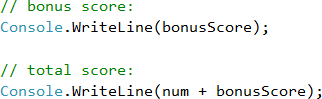 // bonus score:
Console.WriteLine(bonusScore);
// total score:
Console.WriteLine(num + bonusScore);